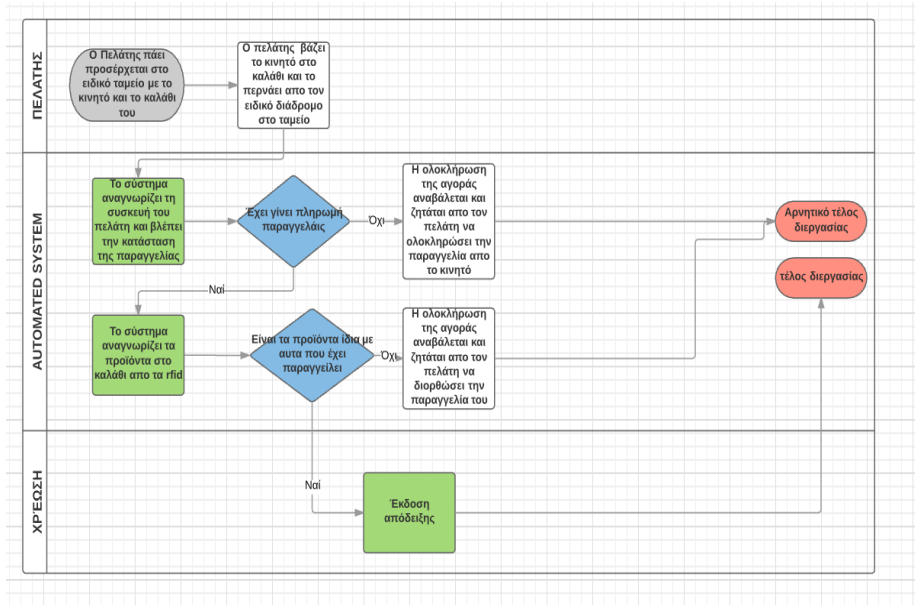 ΠΕΛΑΤΗΣ
Ο Πελάτης πάει
προσέρχεται στο
ειδικό ταμείο με το
κινητό και το καλάθι
του
Ο πελάτης βάζει
το κινητό στο
καλάθι και το
περνάει απο τον
ειδικό διάδρομο
στο ταμείο
AUTOMATED SYSTEM
Το σύστημα
αναγνωρίζει τη
συσκευή του
πελάτη και βλέπει
την κατάσταση
της παραγγελίας
Έχει γίνει πληρωμή
παραγγελάις
Όχι
Η ολοκλήρωση
της αγοράς
αναβάλεται και
ζητάται απο τον
πελάτη να
ολοκληρώσει την
παραγγελία απο
το κινητό
Αρνητικό τέλος
διεργασίας
τέλος διεργασίας
Ναί
Το σύστημα
αναγνωρίζει τα
προϊόντα στο
καλάθι απο τα rfid
Είναι τα προϊόντα ίδια με
αυτα που έχει
παραγγείλει
Όχι
Η ολοκλήρωση
της αγοράς
αναβάλεται και
ζητάται απο τον
πελάτη να
διορθώσει την
παραγγελία του
ΧΡΈΩΣΗ
Ναί
Έκδοση
απόδειξης